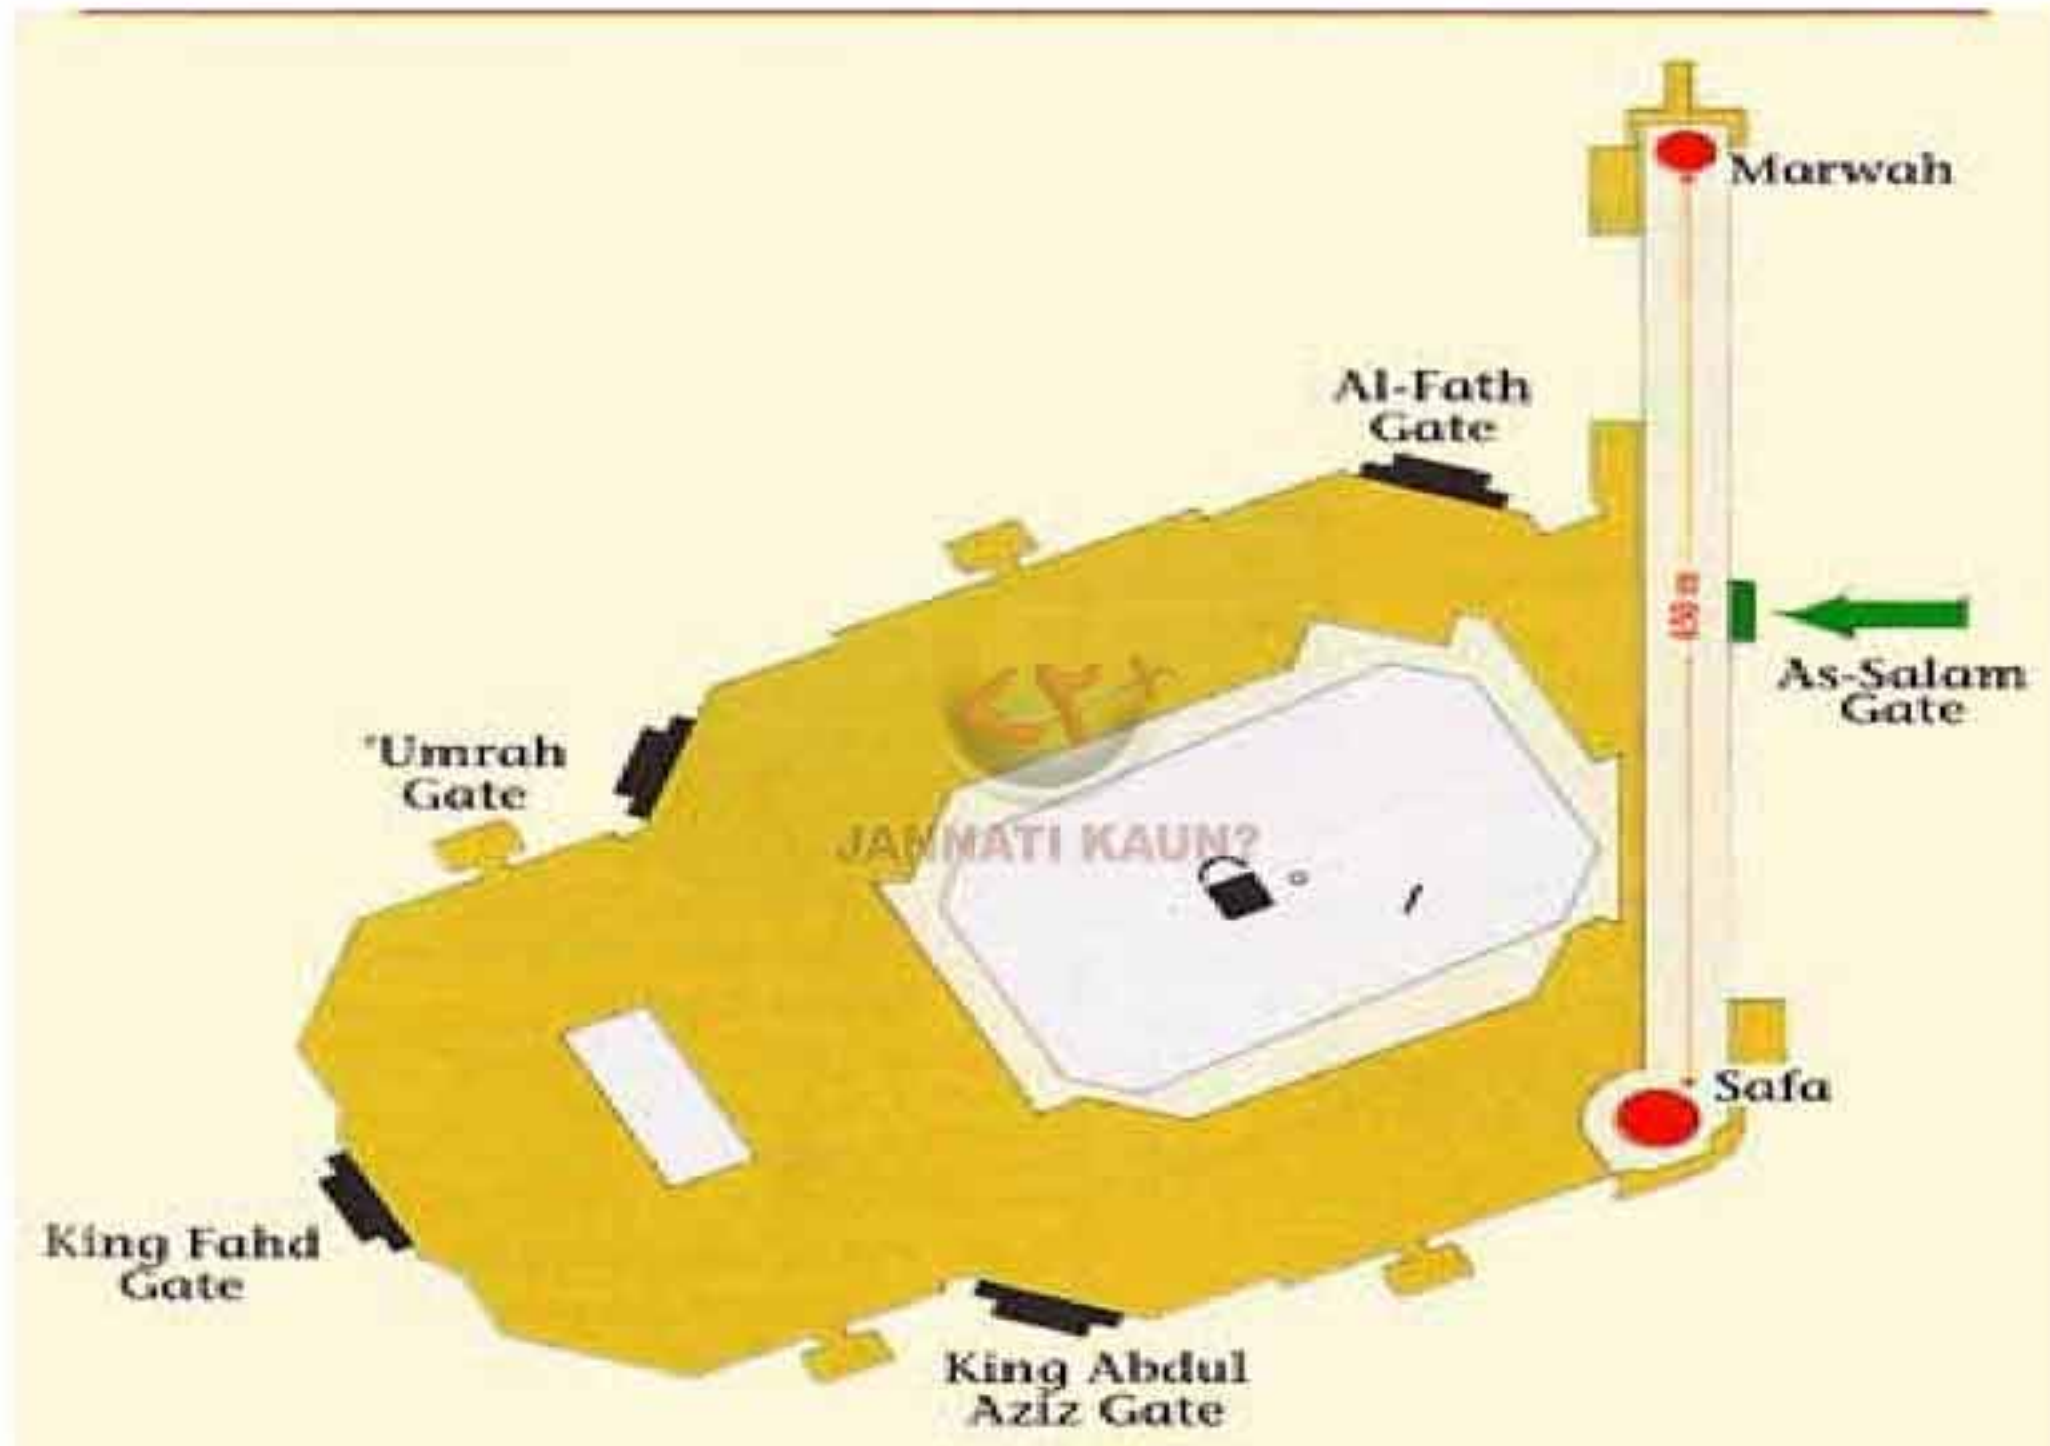 Marwah
Al-Fath
Gate
As-Salam
Gate
'Umrah
Gate
JANNATI KAUN?
Safa
King Fahd
Gate
King Abdul
Aziz Gate